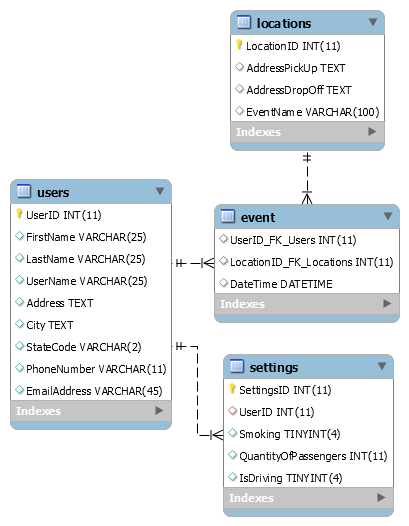 locations
LocationID INT(11)
AddressPickUp TEXT
AddressDropOff TEXT
EventName VARCHAR(100)
Indexes
users
UserID INT(11)
FirstName VARCHAR(25)
LastName VARCHAR(25)
UserName VARCHAR(25)
Address TEXT
City TEXT
StateCode VARCHAR(2)
PhoneNumber VARCHAR(11)
EmailAddress VARCHAR(45)
Indexes
event
UserID_FK_Users INT(11)
LocationID_FK_Locations INT(11)
DateTime DATETIME
Indexes
settings
SettingsID INT(11)
UserID INT(11)
Smoking TINYINT(4)
QuantityOfPassengers INT(11)
IsDriving TINYINT(4)
Indexes